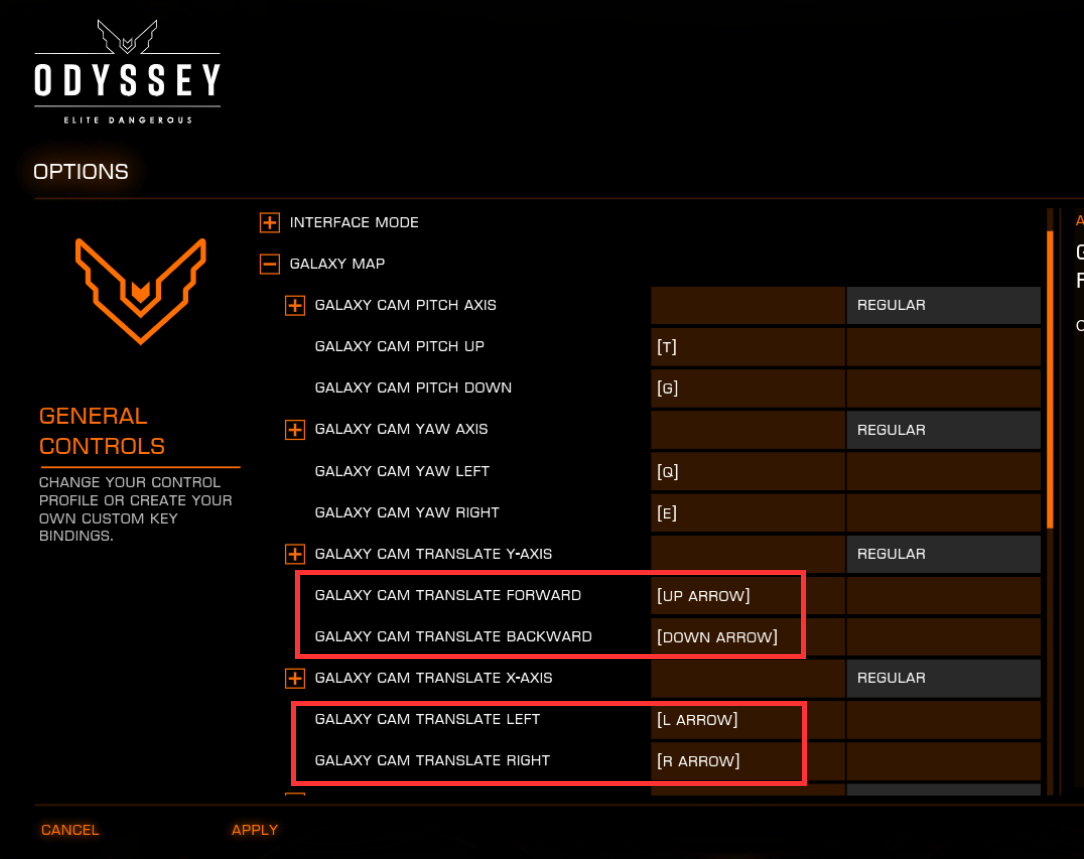 ODYSSEY
ELITE DANGEROUS
OPTIONS
GENERAL
CONTROLS
CHANGE YOUR CONTROL
PROFILE OR CREATE YOUR
OWN CUSTOM KEY
BINDINGS.
INTERFACE MODE
GALAXY MAP
GALAXY CAM PITCH AXIS REGULAR
GALAXY CAM PITCH UP [T]
GALAXY CAM PITCH DOWN [G]
GALAXY CAM YAW AXIS REGULAR
GALAXY CAM YAW LEFT [Q]
GALAXY CAM YAW RIGHT [E]
GALAXY CAM TRANSLATE Y-AXIS REGULAR
GALAXY CAM TRANSLATE FORWARD [UP ARROW]
GALAXY CAM TRANSLATE BACKWARD [DOWN ARROW]
GALAXY CAM TRANSLATE X-AXIS REGULAR
GALAXY CAM TRANSLATE LEFT [L ARROW]
GALAXY CAM TRANSLATE RIGHT [R ARROW]
CANCEL APPLY